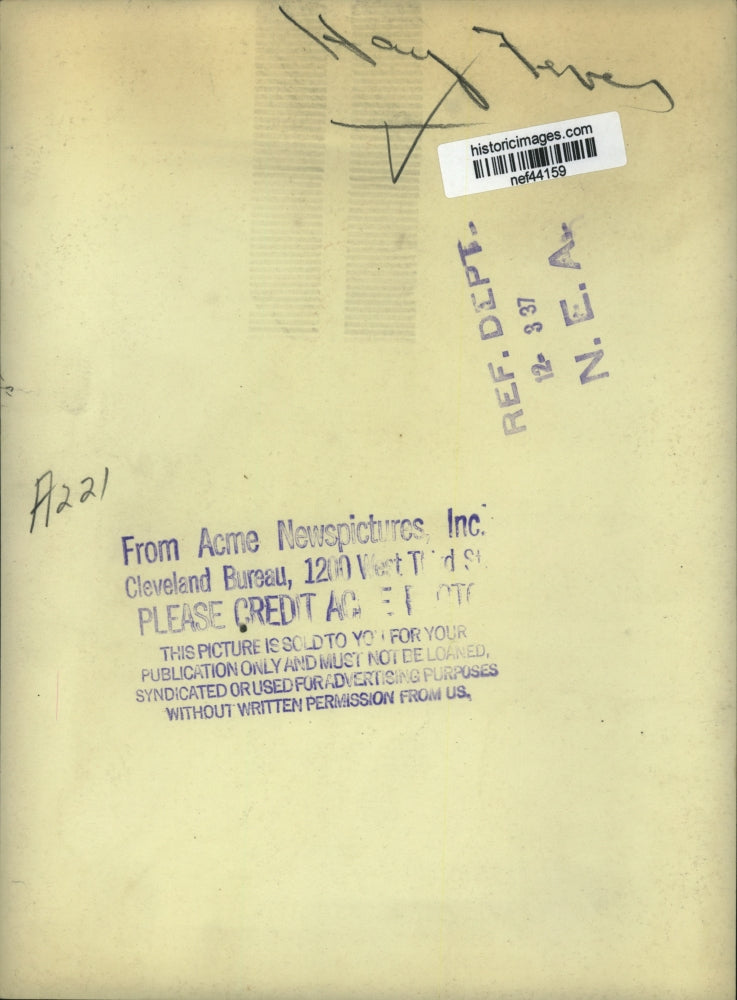 Hay Fever
historicimages.com
nef44159
REF. DEPT.
12- 3 37
N. E. A.
A221
From Acme Newspictures, Inc.
Cleveland Bureau, 1200 West Third St.
PLEASE CREDIT ACME PHOTO
THIS PICTURE IS SOLD TO YOU FOR YOUR
PUBLICATION ONLY AND MUST NOT BE LOANED,
SYNDICATED OR USED FOR ADVERTISING PURPOSES
WITHOUT WRITTEN PERMISSION FROM US,